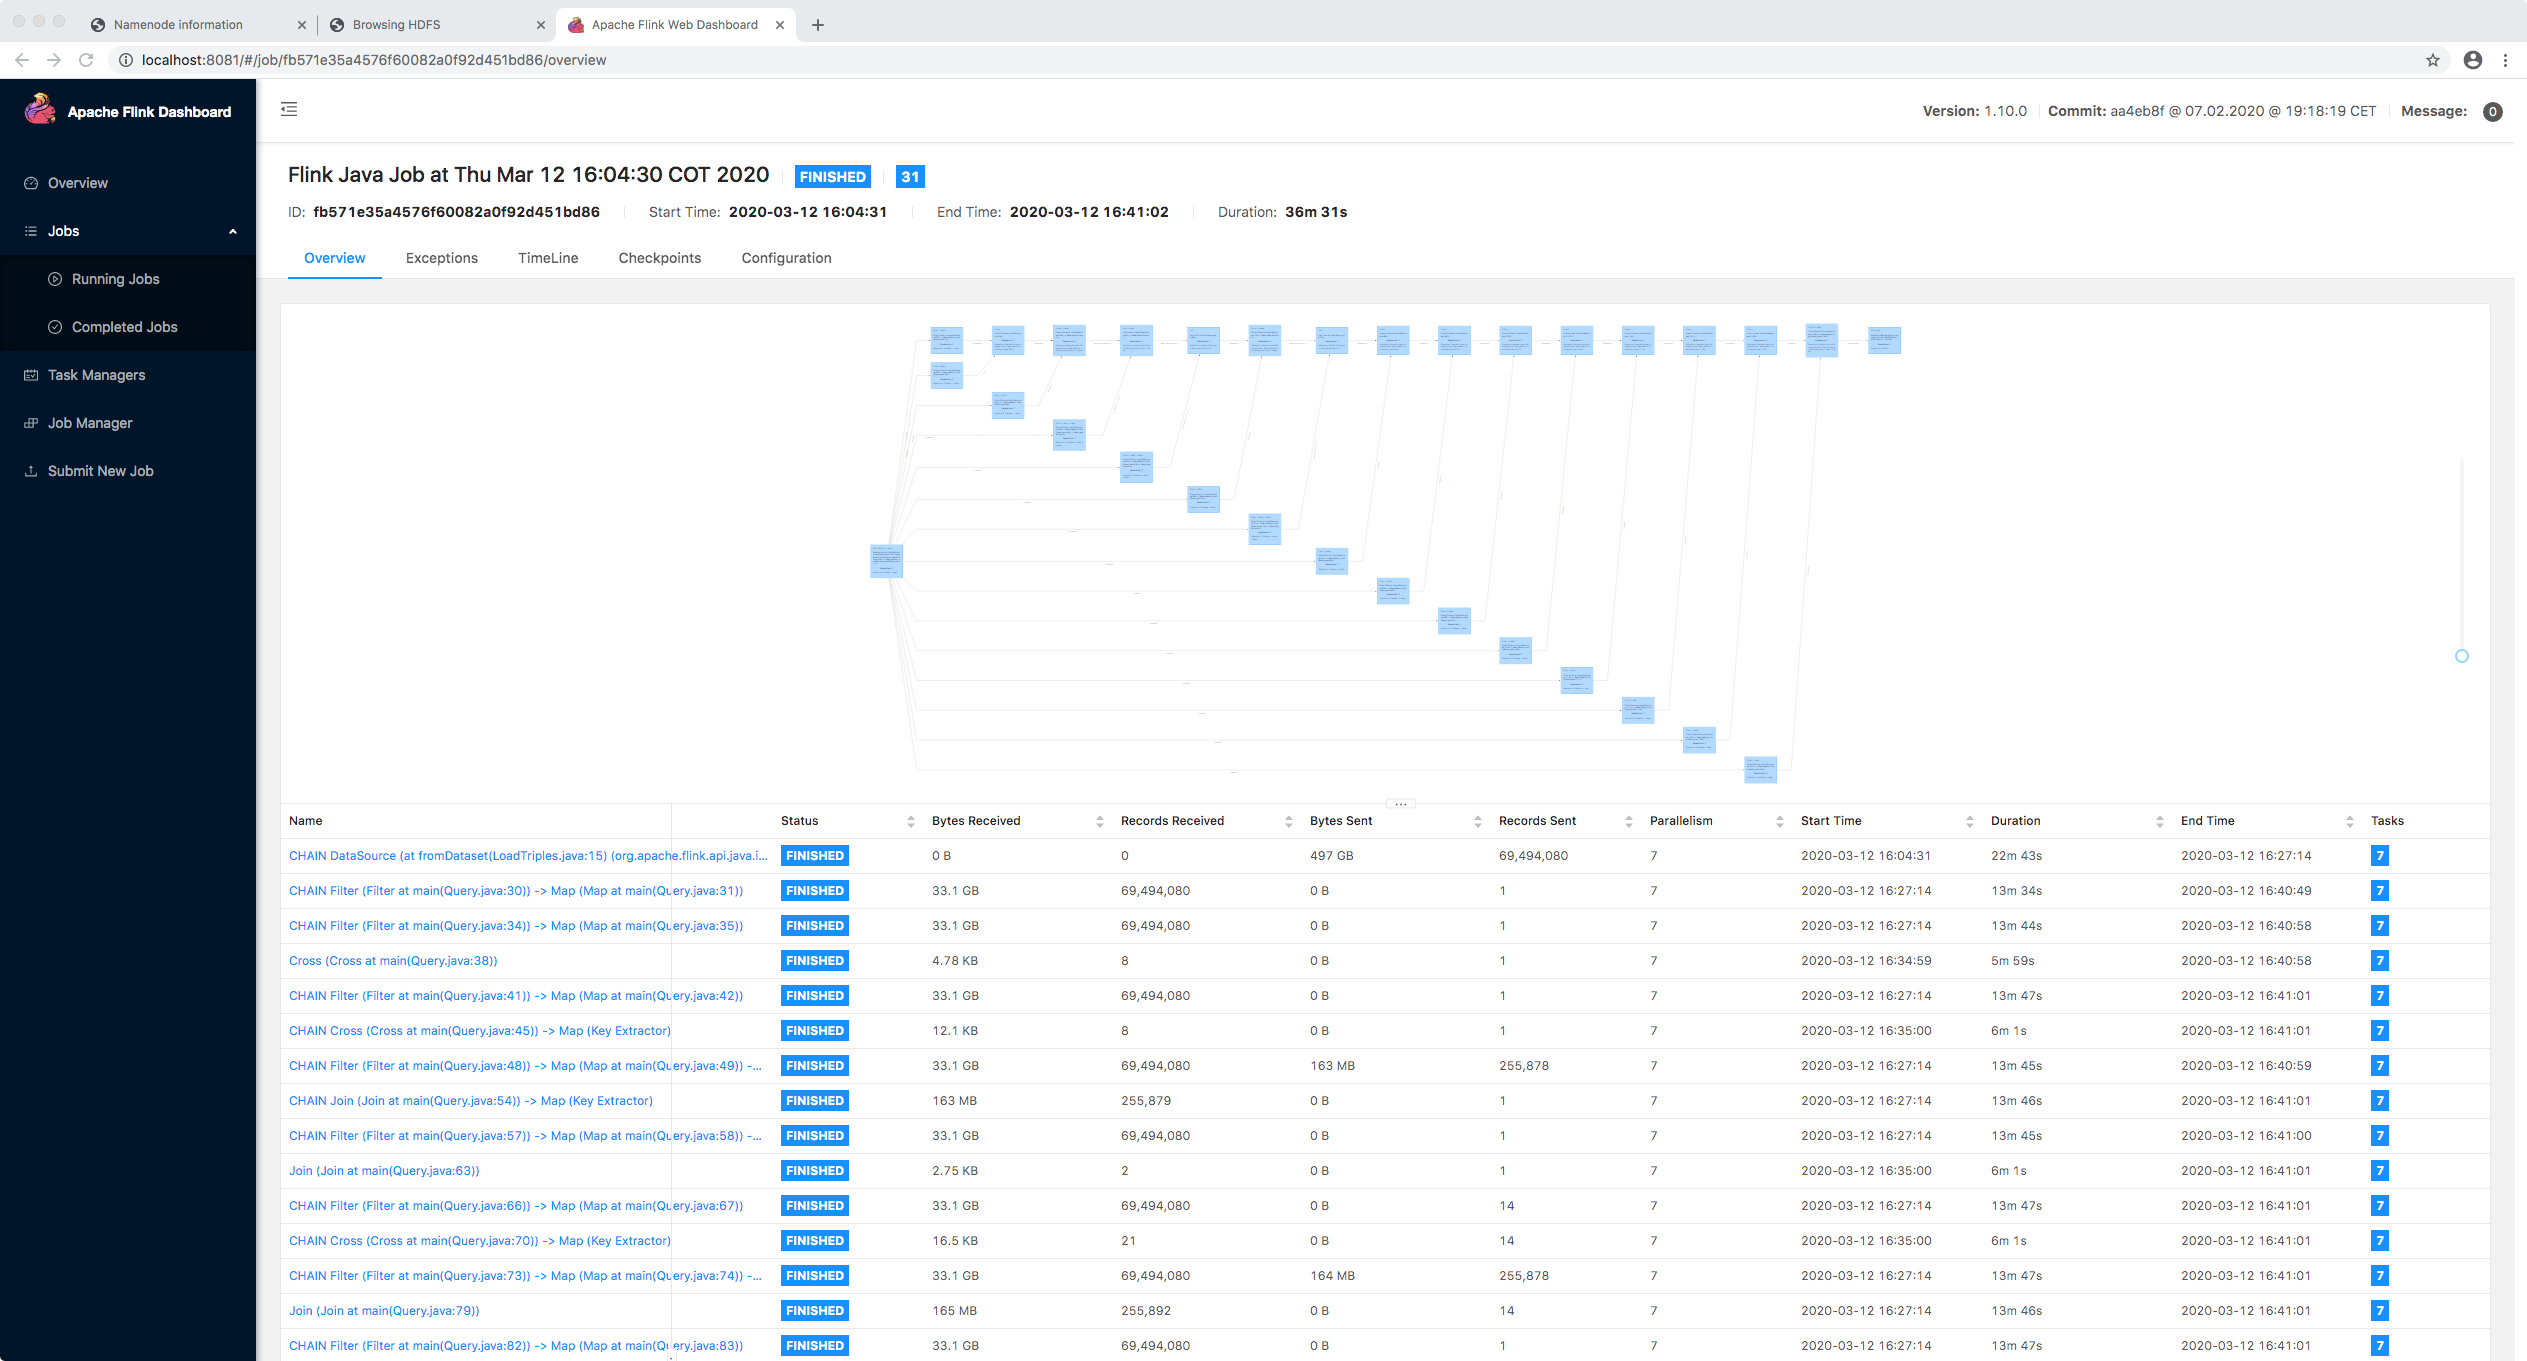 Namenode information
Browsing HDFS
Apache Flink Web Dashboard
localhost:8081/#/job/fb571e35a4576f60082a0f92d451bd86/overview
Apache Flink Dashboard
Version: 1.10.0 Commit: aa4eb8f @ 07.02.2020 @ 19:18:19 CET Message: 0
Overview
Jobs
Running Jobs
Completed Jobs
Task Managers
Job Manager
Submit New Job
Flink Java Job at Thu Mar 12 16:04:30 COT 2020 FINISHED 31
ID: fb571e35a4576f60082a0f92d451bd86 Start Time: 2020-03-12 16:04:31 End Time: 2020-03-12 16:41:02 Duration: 36m 31s
Overview Exceptions TimeLine Checkpoints Configuration
Name Status Bytes Received Records Received Bytes Sent Records Sent Parallelism Start Time Duration End Time Tasks
CHAIN DataSource (at fromDataset(LoadTriples.java:15) (org.apache.flink.api.java.i... FINISHED 0 B 0 497 GB 69,494,080 7 2020-03-12 16:04:31 22m 43s 2020-03-12 16:27:14 7
CHAIN Filter (Filter at main(Query.java:30)) -> Map (Map at main(Query.java:31)) FINISHED 33.1 GB 69,494,080 0 B 1 7 2020-03-12 16:27:14 13m 34s 2020-03-12 16:40:49 7
CHAIN Filter (Filter at main(Query.java:34)) -> Map (Map at main(Query.java:35)) FINISHED 33.1 GB 69,494,080 0 B 1 7 2020-03-12 16:27:14 13m 44s 2020-03-12 16:40:58 7
Cross (Cross at main(Query.java:38)) FINISHED 4.78 KB 8 0 B 1 7 2020-03-12 16:34:59 5m 59s 2020-03-12 16:40:58 7
CHAIN Filter (Filter at main(Query.java:41)) -> Map (Map at main(Query.java:42)) FINISHED 33.1 GB 69,494,080 0 B 1 7 2020-03-12 16:27:14 13m 47s 2020-03-12 16:41:01 7
CHAIN Cross (Cross at main(Query.java:45)) -> Map (Key Extractor) FINISHED 12.1 KB 8 0 B 1 7 2020-03-12 16:35:00 6m 1s 2020-03-12 16:41:01 7
CHAIN Filter (Filter at main(Query.java:48)) -> Map (Map at main(Query.java:49)) -... FINISHED 33.1 GB 69,494,080 163 MB 255,878 7 2020-03-12 16:27:14 13m 45s 2020-03-12 16:40:59 7
CHAIN Join (Join at main(Query.java:54)) -> Map (Key Extractor) FINISHED 163 MB 255,879 0 B 1 7 2020-03-12 16:27:14 13m 46s 2020-03-12 16:41:01 7
CHAIN Filter (Filter at main(Query.java:57)) -> Map (Map at main(Query.java:58)) -... FINISHED 33.1 GB 69,494,080 0 B 1 7 2020-03-12 16:27:14 13m 45s 2020-03-12 16:41:00 7
Join (Join at main(Query.java:63)) FINISHED 2.75 KB 2 0 B 1 7 2020-03-12 16:35:00 6m 1s 2020-03-12 16:41:01 7
CHAIN Filter (Filter at main(Query.java:66)) -> Map (Map at main(Query.java:67)) FINISHED 33.1 GB 69,494,080 0 B 14 7 2020-03-12 16:27:14 13m 47s 2020-03-12 16:41:01 7
CHAIN Cross (Cross at main(Query.java:70)) -> Map (Key Extractor) FINISHED 16.5 KB 21 0 B 14 7 2020-03-12 16:35:00 6m 1s 2020-03-12 16:41:01 7
CHAIN Filter (Filter at main(Query.java:73)) -> Map (Map at main(Query.java:74)) -... FINISHED 33.1 GB 69,494,080 164 MB 255,878 7 2020-03-12 16:27:14 13m 47s 2020-03-12 16:41:01 7
Join (Join at main(Query.java:79)) FINISHED 165 MB 255,892 0 B 14 7 2020-03-12 16:27:14 13m 46s 2020-03-12 16:41:01 7
CHAIN Filter (Filter at main(Query.java:82)) -> Map (Map at main(Query.java:83)) FINISHED 33.1 GB 69,494,080 0 B 1 7 2020-03-12 16:27:14 13m 47s 2020-03-12 16:41:01 7